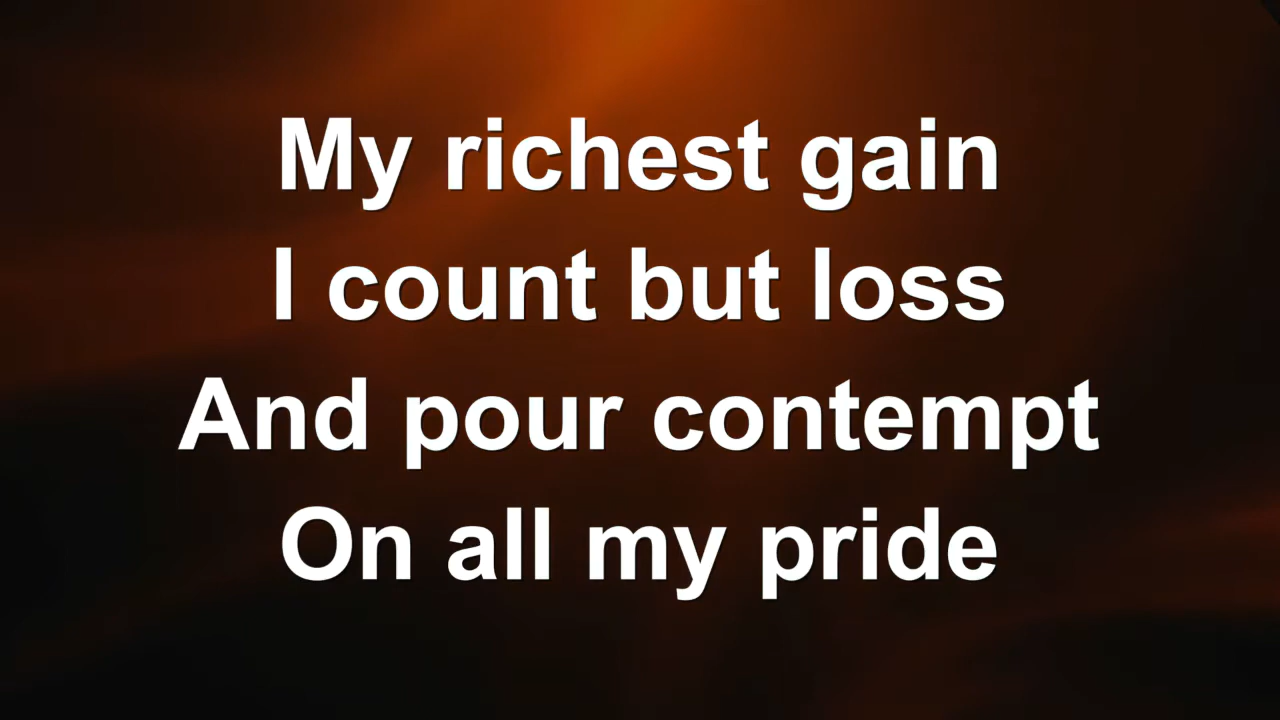 My richest gain
I count but loss
And pour contempt
On all my pride